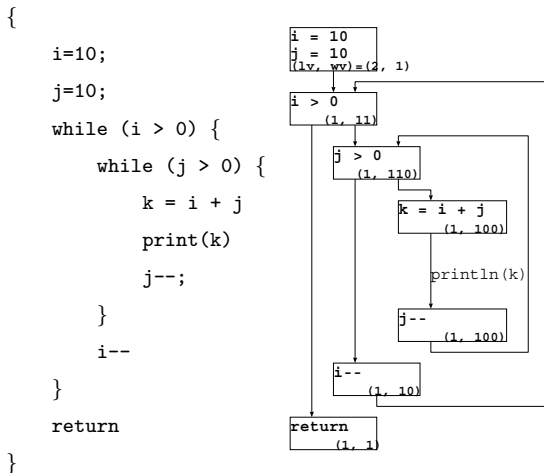 {
i=10;
j=10;
while (i > 0) {
while (j > 0) {
k = i + j
print(k)
j--;
}
i--
}
return
}
i = 10
j = 10
(lv, wv)=(2, 1)
i > 0
(1, 11)
j > 0
(1, 110)
k = i + j
(1, 100)
println(k)
j--
(1, 100)
i--
(1, 10)
return
(1, 1)